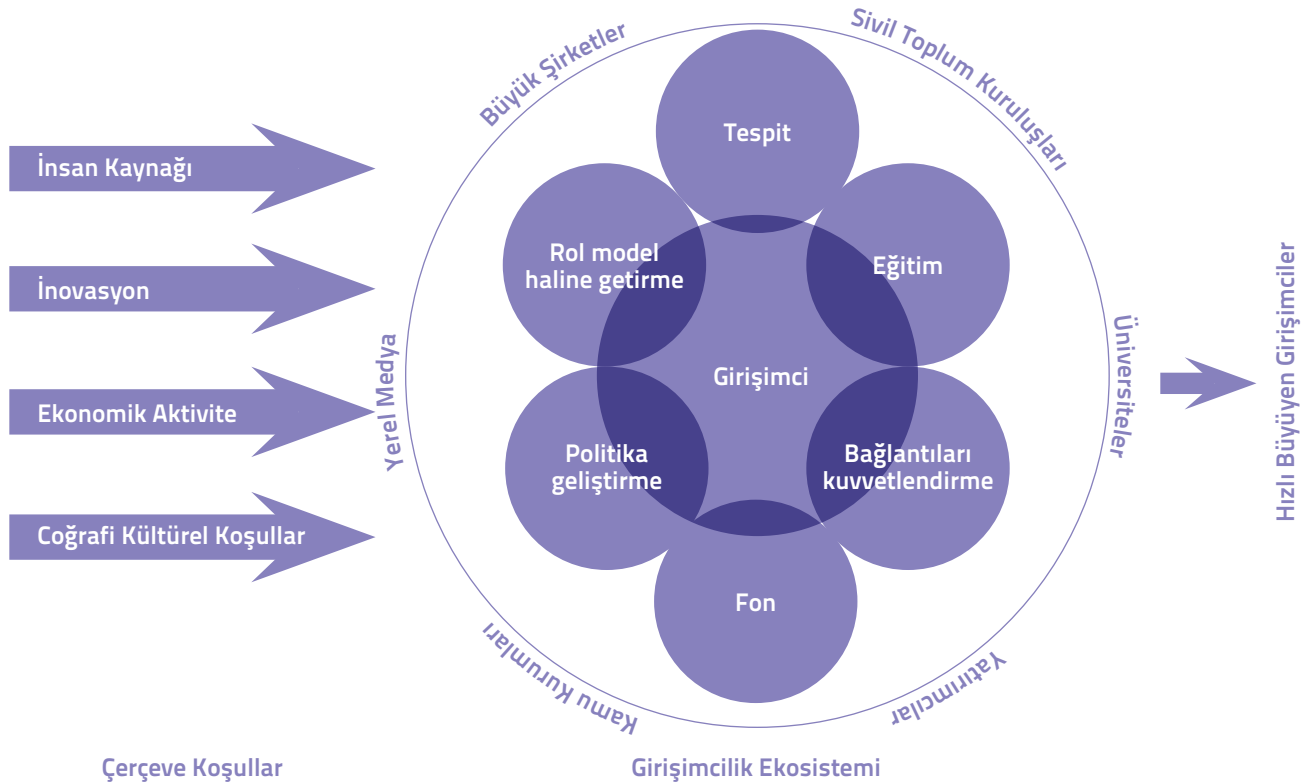 Büyük Şirketler
Sivil Toplum Kuruluşları
Üniversiteler
Yatırımcılar
Kamu Kurumları
Yerel Medya
İnsan Kaynağı
İnovasyon
Ekonomik Aktivite
Coğrafi Kültürel Koşullar
Tespit
Rol model
haline getirme
Eğitim
Girişimci
Politika
geliştirme
Bağlantıları
kuvvetlendirme
Fon
Hızlı Büyüyen Girişimciler
Çerçeve Koşullar
Girişimcilik Ekosistemi